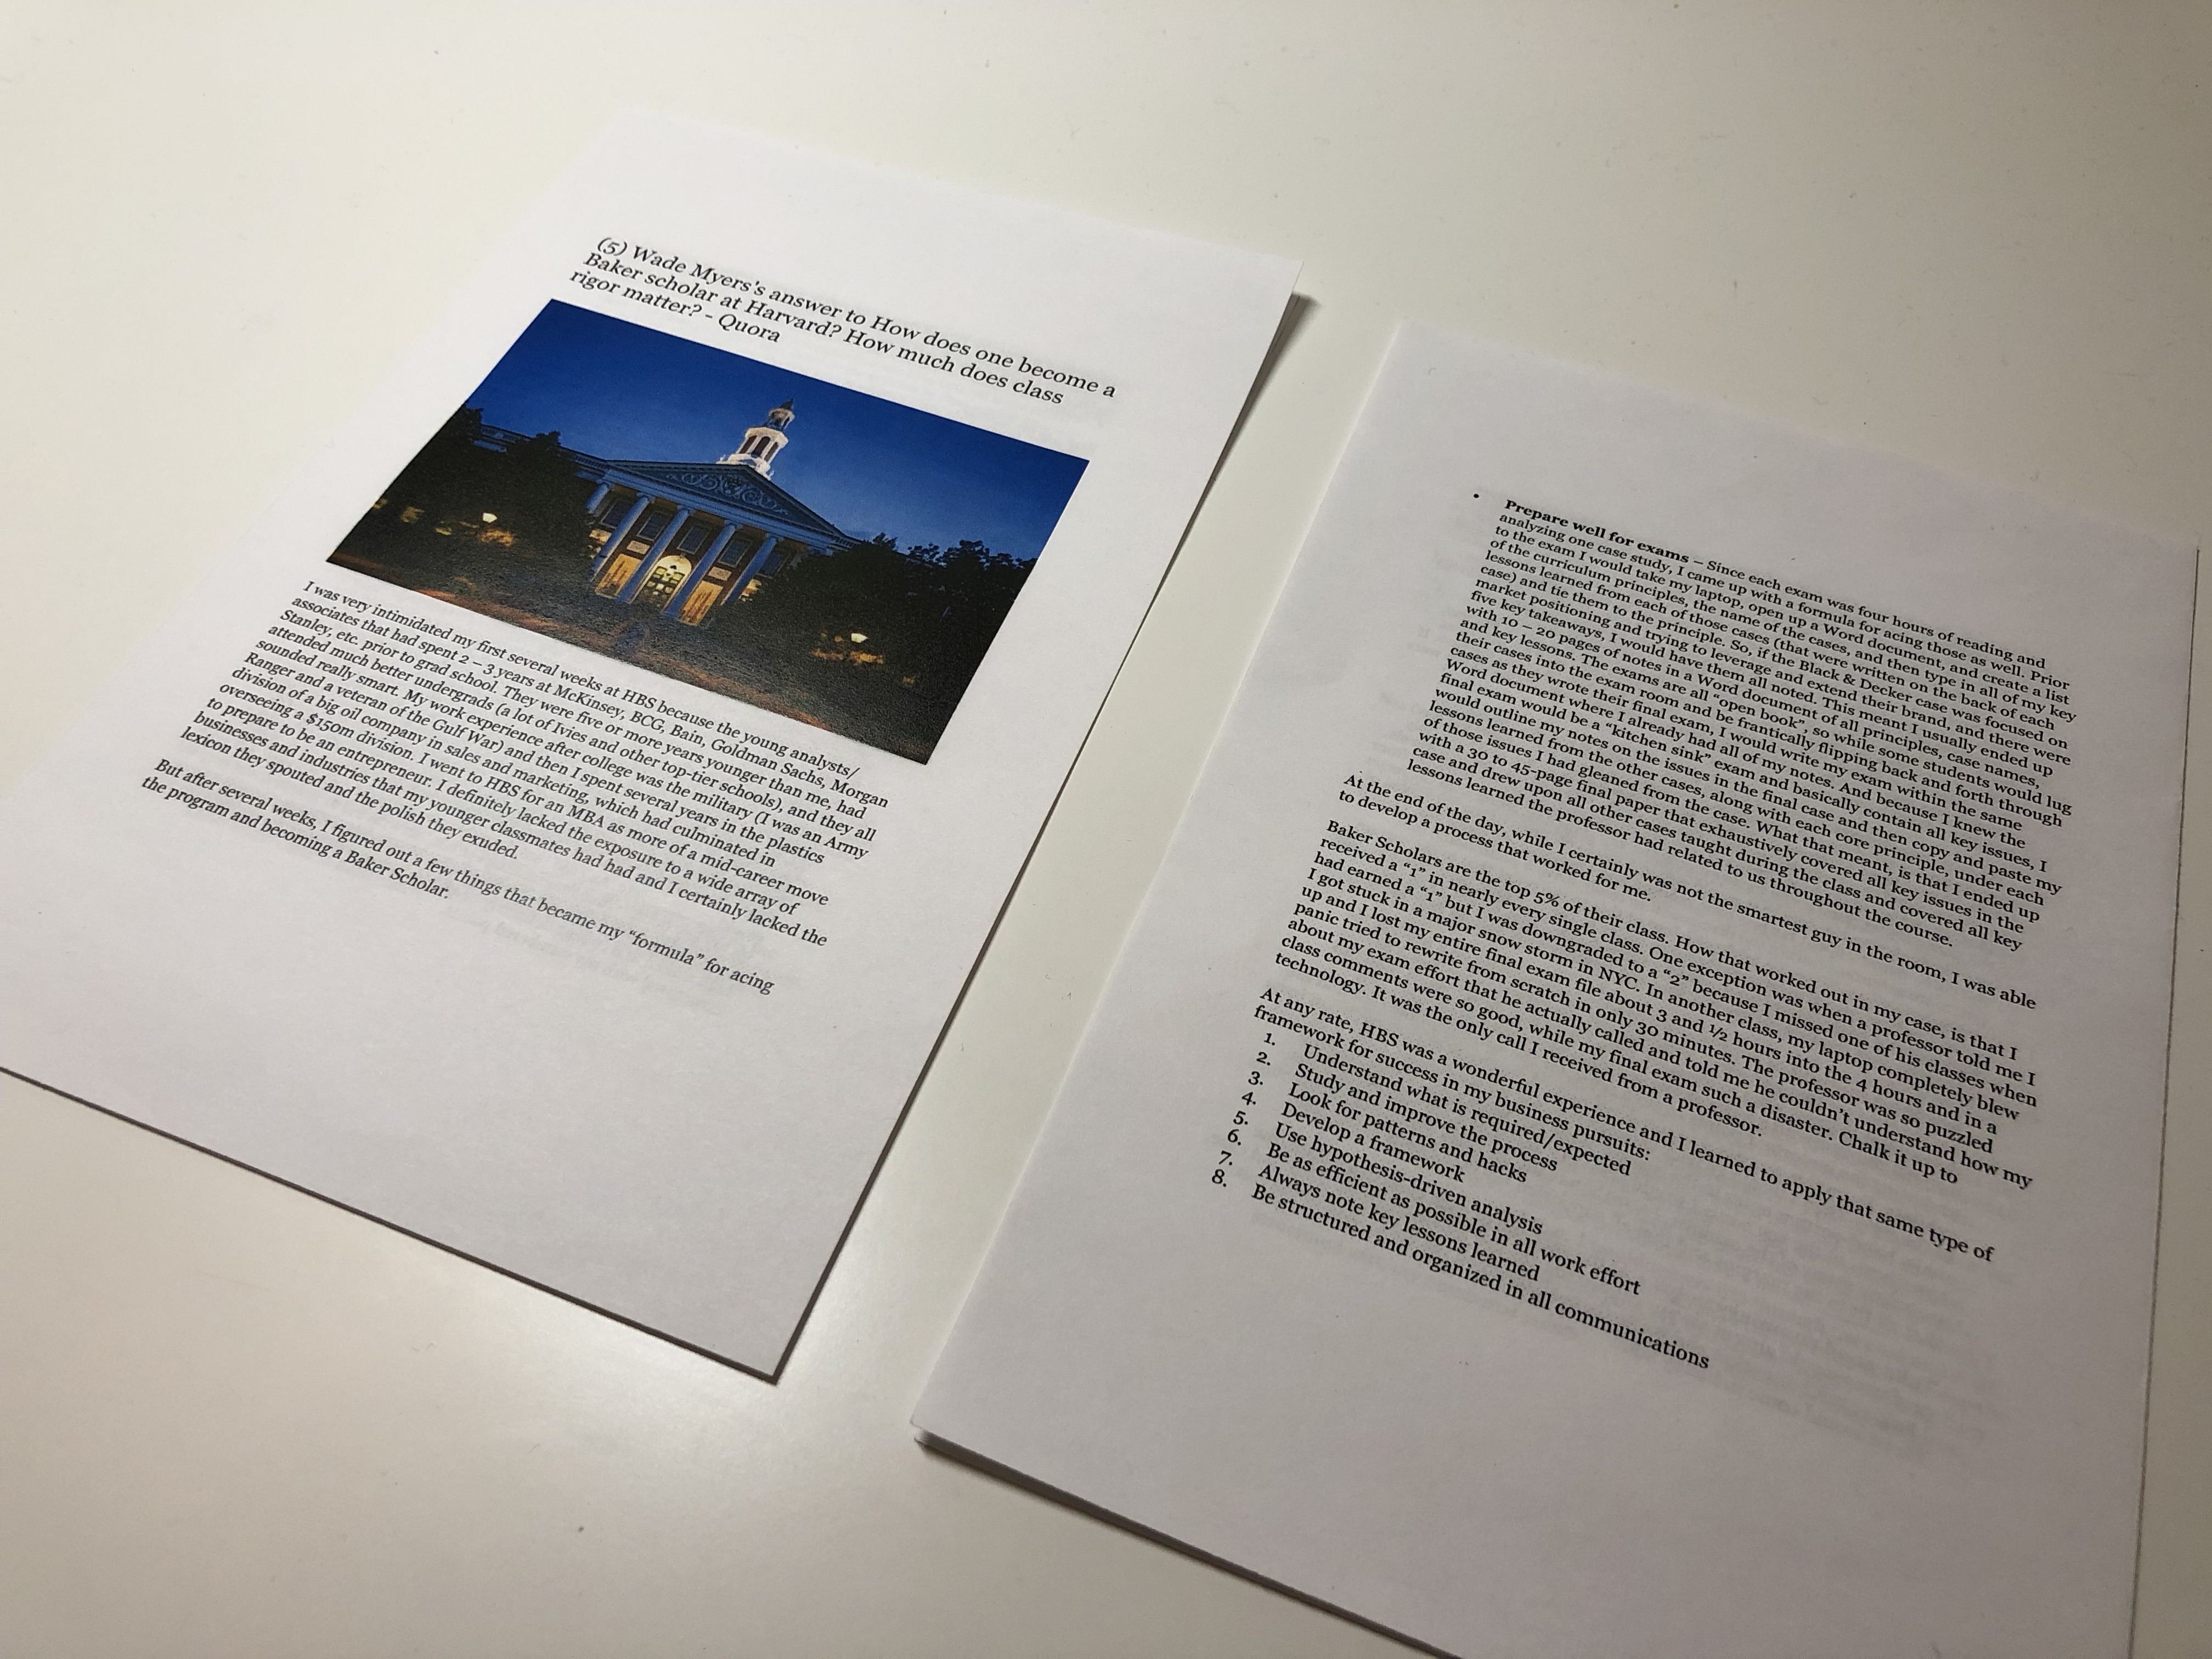 (5) Wade Myers's answer to How does one become a
Baker scholar at Harvard? How much does class
rigor matter? - Quora
I was very intimidated my first several weeks at HBS because the young analysts/
associates that had spent 2 – 3 years at McKinsey, BCG, Bain, Goldman Sachs, Morgan
Stanley, etc. prior to grad school. They were five or more years younger than me, had
attended much better undergrads (a lot of Ivies and other top-tier schools), and they all
sounded really smart. My work experience after college was the military (I was an Army
Ranger and a veteran of the Gulf War) and then I spent several years in the plastics
division of a big oil company in sales and marketing, which had culminated in
overseeing a $150m division. I went to HBS for an MBA as more of a mid-career move
to prepare to be an entrepreneur. I definitely lacked the exposure to a wide array of
businesses and industries that my younger classmates had had and I certainly lacked the
lexicon they spouted and the polish they exuded.
But after several weeks, I figured out a few things that became my “formula” for acing
the program and becoming a Baker Scholar.
• Prepare well for exams – Since each exam was four hours of reading and
analyzing one case study, I came up with a formula for acing those as well. Prior
to the exam I would take my laptop, open up a Word document, and create a list
of the curriculum principles, the name of the cases, and then type in all of my key
lessons learned from each of those cases (that were written on the back of each
case) and tie them to the principle. So, if the Black & Decker case was focused on
market positioning and trying to leverage and extend their brand, and there were
five key takeaways, I would have them all noted. This meant I usually ended up
with 10 – 20 pages of notes in a Word document of all principles, case names,
and key lessons. The exams are all “open book”, so while some students would lug
their cases into the exam room and be frantically flipping back and forth through
cases as they wrote their final exam, I would write my exam within the same
Word document where I already had all of my notes. And because I knew the
final exam would be a “kitchen sink” exam and basically contain all key issues, I
would outline my notes on the issues in the final case and then copy and paste my
lessons learned from the other cases, along with each core principle, under each
of those issues I had gleaned from the case. What that meant, is that I ended up
with a 30 to 45-page final paper that exhaustively covered all key issues in the
case and drew upon all other cases taught during the class and covered all key
lessons learned the professor had related to us throughout the course.
At the end of the day, while I certainly was not the smartest guy in the room, I was able
to develop a process that worked for me.
Baker Scholars are the top 5% of their class. How that worked out in my case, is that I
received a “1” in nearly every single class. One exception was when a professor told me I
had earned a “1” but I was downgraded to a “2” because I missed one of his classes when
I got stuck in a major snow storm in NYC. In another class, my laptop completely blew
up and I lost my entire final exam file about 3 and ½ hours into the 4 hours and in a
panic tried to rewrite from scratch in only 30 minutes. The professor was so puzzled
about my exam effort that he actually called and told me he couldn't understand how my
class comments were so good, while my final exam such a disaster. Chalk it up to
technology. It was the only call I received from a professor.
At any rate, HBS was a wonderful experience and I learned to apply that same type of
framework for success in my business pursuits:
1. Understand what is required/expected
2. Study and improve the process
3. Look for patterns and hacks
4. Develop a framework
5. Use hypothesis-driven analysis
6. Be as efficient as possible in all work effort
7. Always note key lessons learned
8. Be structured and organized in all communications